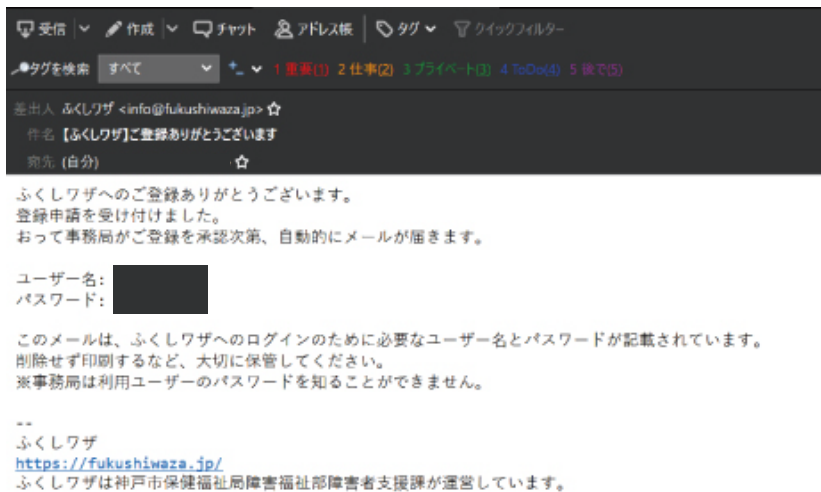 受信 作成 チャット アドレス帳 タグ クイックフィルター
タグを検索 すべて 1 重要(1) 2 仕事(2) 3 プライベート(3) 4 ToDo(4) 5 後で(5)
差出人 ふくしワザ <info@fukushiwaza.jp>
件名 【ふくしワザ】ご登録ありがとうございます
宛先 (自分)
ふくしワザへのご登録ありがとうございます。
登録申請を受け付けました。
おって事務局がご登録を承認次第、自動的にメールが届きます。
ユーザー名:
パスワード:
このメールは、ふくしワザへのログインのために必要なユーザー名とパスワードが記載されています。
削除せず印刷するなど、大切に保管してください。
※事務局は利用ユーザーのパスワードを知ることができません。
--
ふくしワザ
https://fukushiwaza.jp/
ふくしワザは神戸市保健福祉局障害福祉部障害者支援課が運営しています。